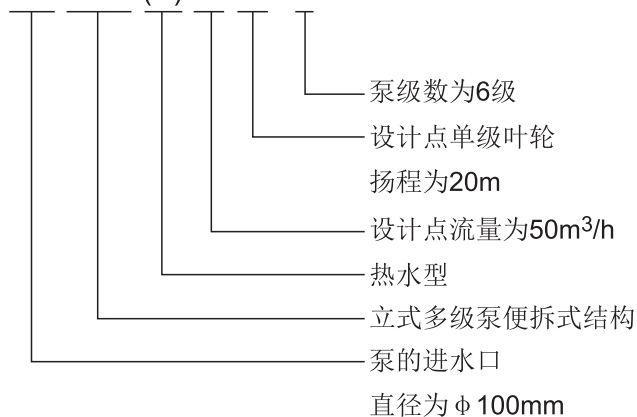 泵级数为6级
设计点单级叶轮
扬程为20m
设计点流量为50m³/h
热水型
立式多级泵便拆式结构
泵的进水口
直径为φ100mm